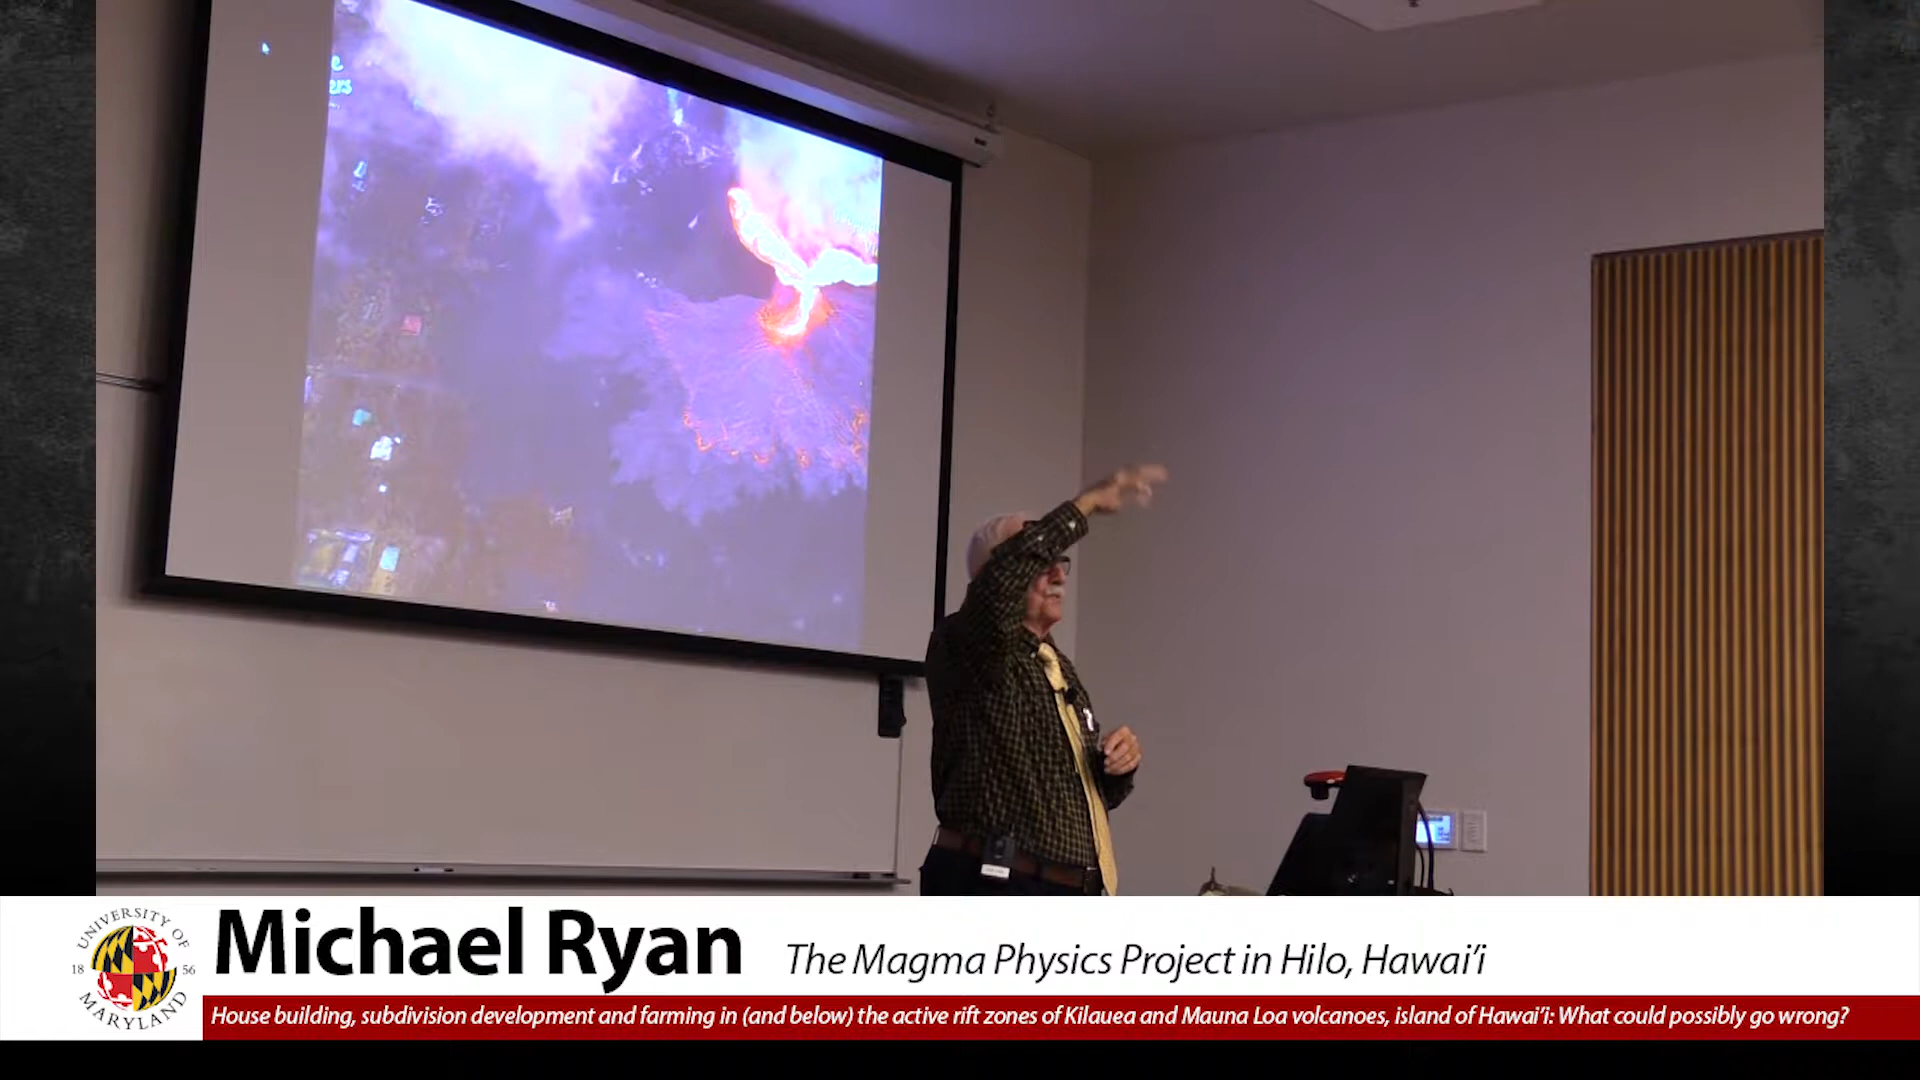 UNIVERSITY OF
18 56
MARYLAND
Michael Ryan
The Magma Physics Project in Hilo, Hawai'i
House building, subdivision development and farming in (and below) the active rift zones of Kilauea and Mauna Loa volcanoes, island of Hawai'i: What could possibly go wrong?